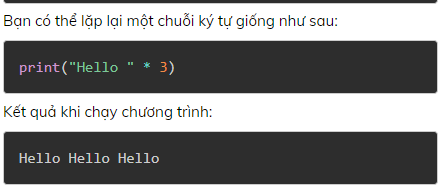 Bạn có thể lặp lại một chuỗi ký tự giống như sau:
print("Hello " * 3)
Kết quả khi chạy chương trình:
Hello Hello Hello